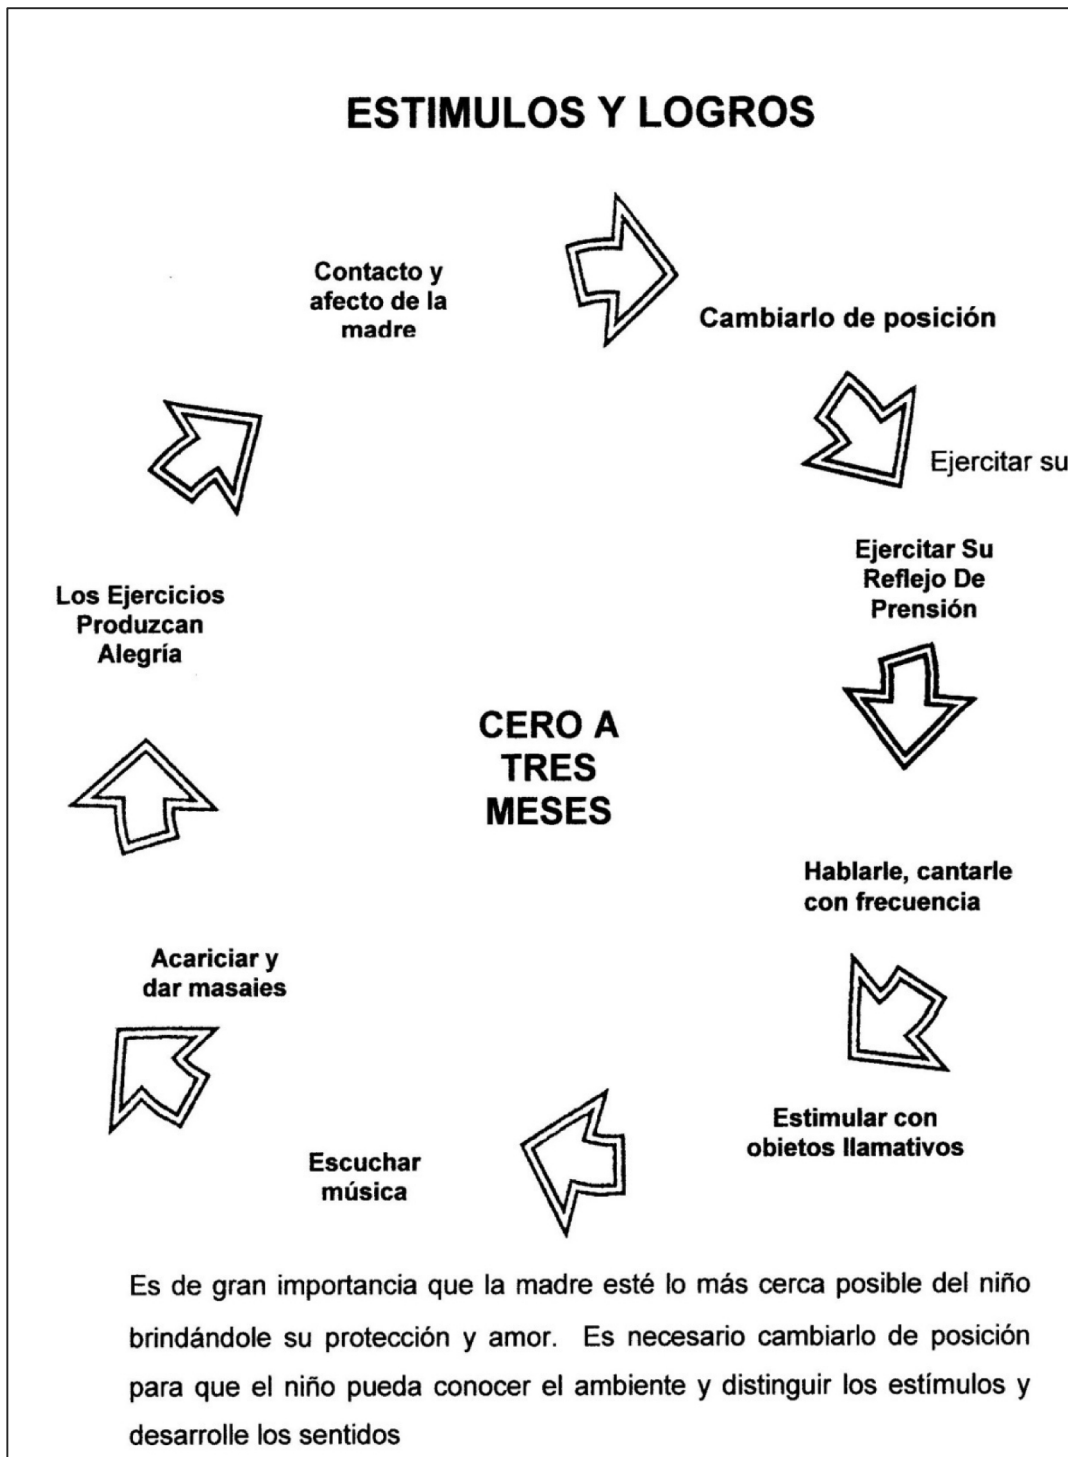 ESTIMULOS Y LOGROS
Contacto y
afecto de la
madre
Cambiarlo de posición
Ejercitar su
Ejercitar Su
Reflejo De
Prensión
Los Ejercicios
Produzcan
Alegría
CERO A
TRES
MESES
Hablarle, cantarle
con frecuencia
Acariciar y
dar masaies
Estimular con
obietos llamativos
Escuchar
música
Es de gran importancia que la madre esté lo más cerca posible del niño
brindándole su protección y amor. Es necesario cambiarlo de posición
para que el niño pueda conocer el ambiente y distinguir los estímulos y
desarrolle los sentidos